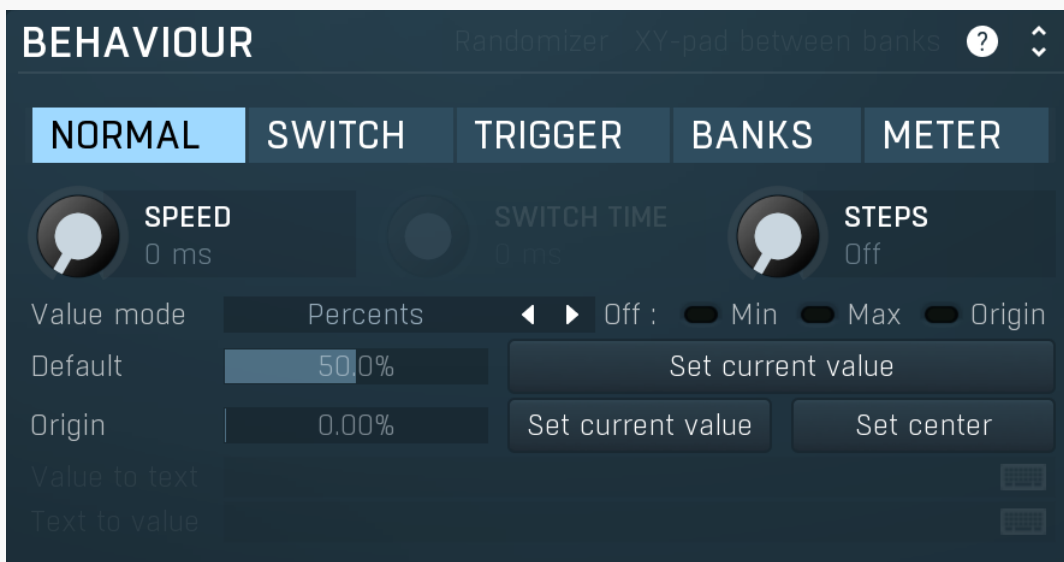 BEHAVIOUR Randomizer XY-pad between banks ?
NORMAL SWITCH TRIGGER BANKS METER
SPEED SWITCH TIME STEPS
0 ms 0 ms Off
Value mode Percents Off : Min Max Origin
Default 50.0% Set current value
Origin 0.00% Set current value Set center
Value to text
Text to value